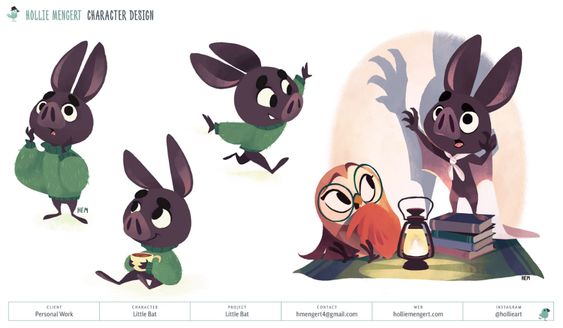 HOLLIE MENGERT CHARACTER DESIGN
HEM
HEM
CLIENT
Personal Work
CHARACTER
Little Bat
PROJECT
Little Bat
CONTACT
hmengert4@gmail.com
WEB
holliemengert.com
INSTAGRAM
@hollieart